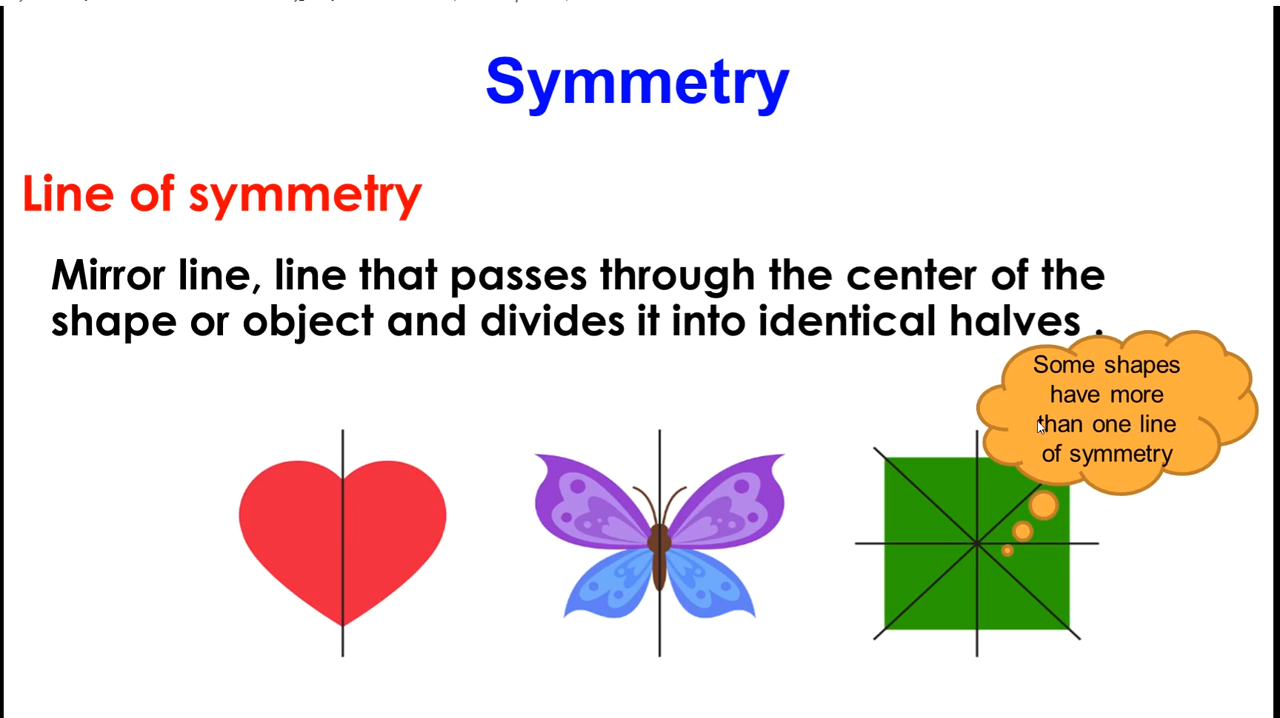 Symmetry
Line of symmetry
Mirror line, line that passes through the center of the
shape or object and divides it into identical halves .
Some shapes
have more
than one line
of symmetry